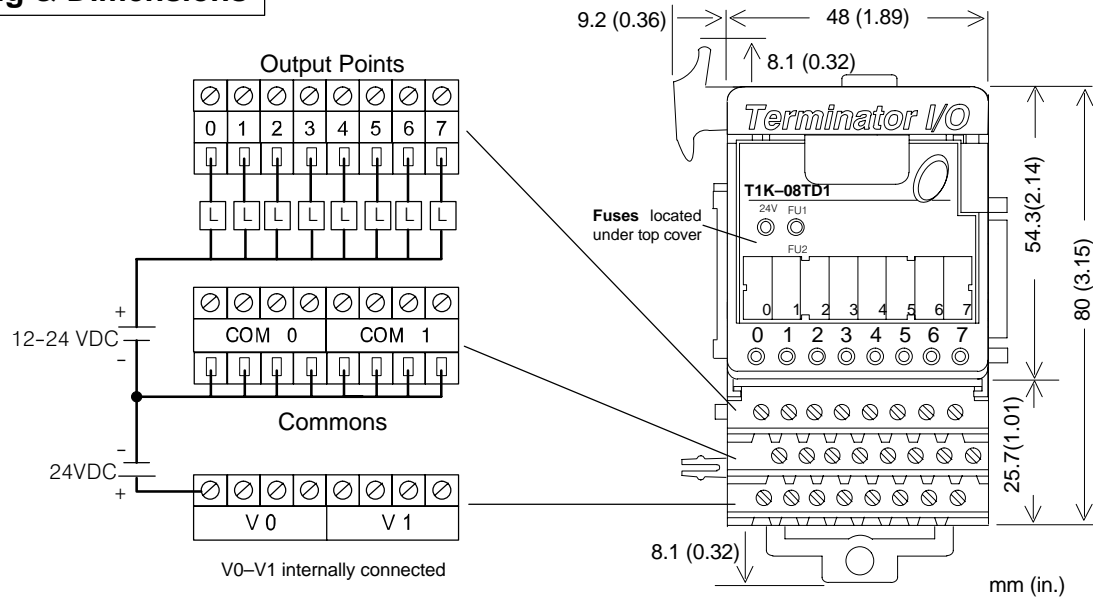 & Dimensions
Output Points
0 1 2 3 4 5 6 7
L L L L L L L L
+
12–24 VDC
–
COM 0 COM 1
Commons
–
24VDC
+
V 0 V 1
V0–V1 internally connected
9.2 (0.36)
48 (1.89)
8.1 (0.32)
Terminator I/O
T1K–08TD1
24V FU1
FU2
Fuses located
under top cover
0 1 2 3 4 5 6 7
0 1 2 3 4 5 6 7
54.3(2.14)
80 (3.15)
25.7(1.01)
8.1 (0.32)
mm (in.)